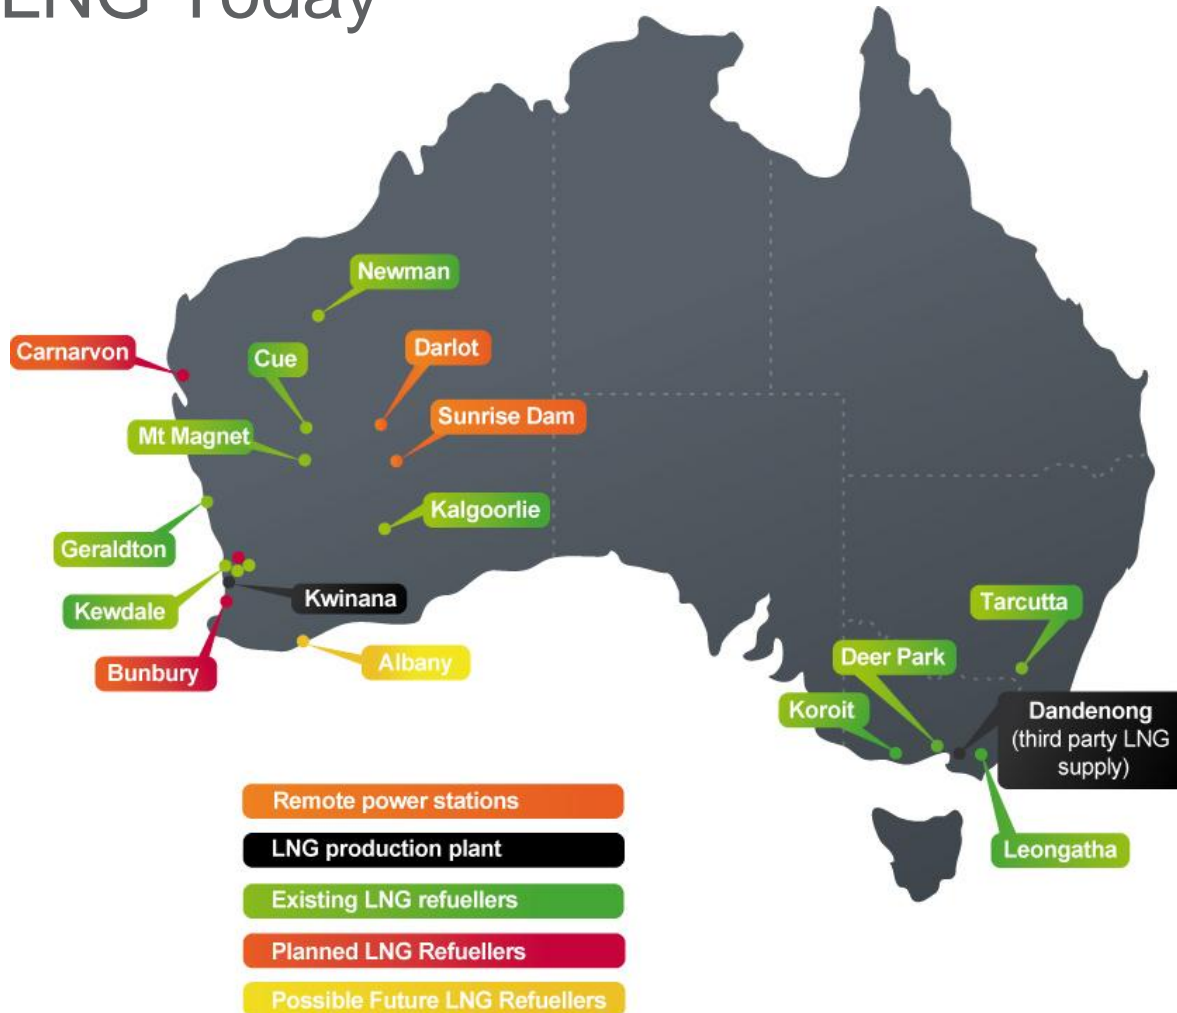 LNG Today
Newman
Carnarvon
Cue
Darlot
Sunrise Dam
Mt Magnet
Kalgoorlie
Geraldton
Kewdale
Kwinana
Tarcutta
Bunbury
Albany
Deer Park
Koroit
Dandenong
(third party LNG
supply)
Leongatha
Remote power stations
LNG production plant
Existing LNG refuellers
Planned LNG Refuellers
Possible Future LNG Refuellers